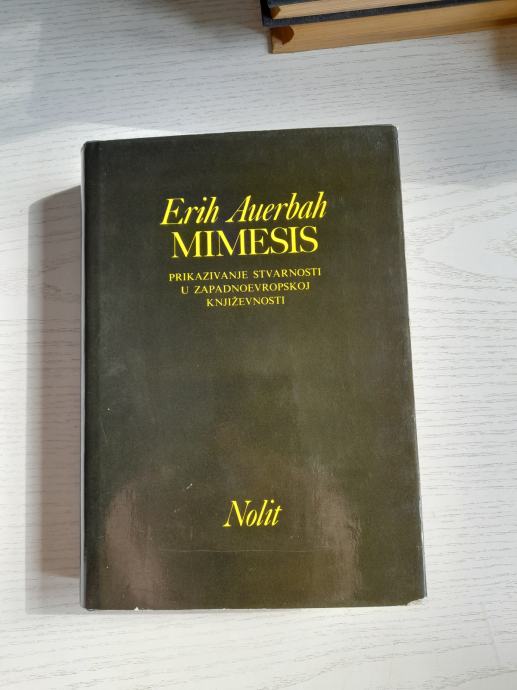 Erih Auerbah
MIMESIS
PRIKAZIVANJE STVARNOSTI
U ZAPADNOEVROPSKOJ
KNJIŽEVNOSTI
Nolit